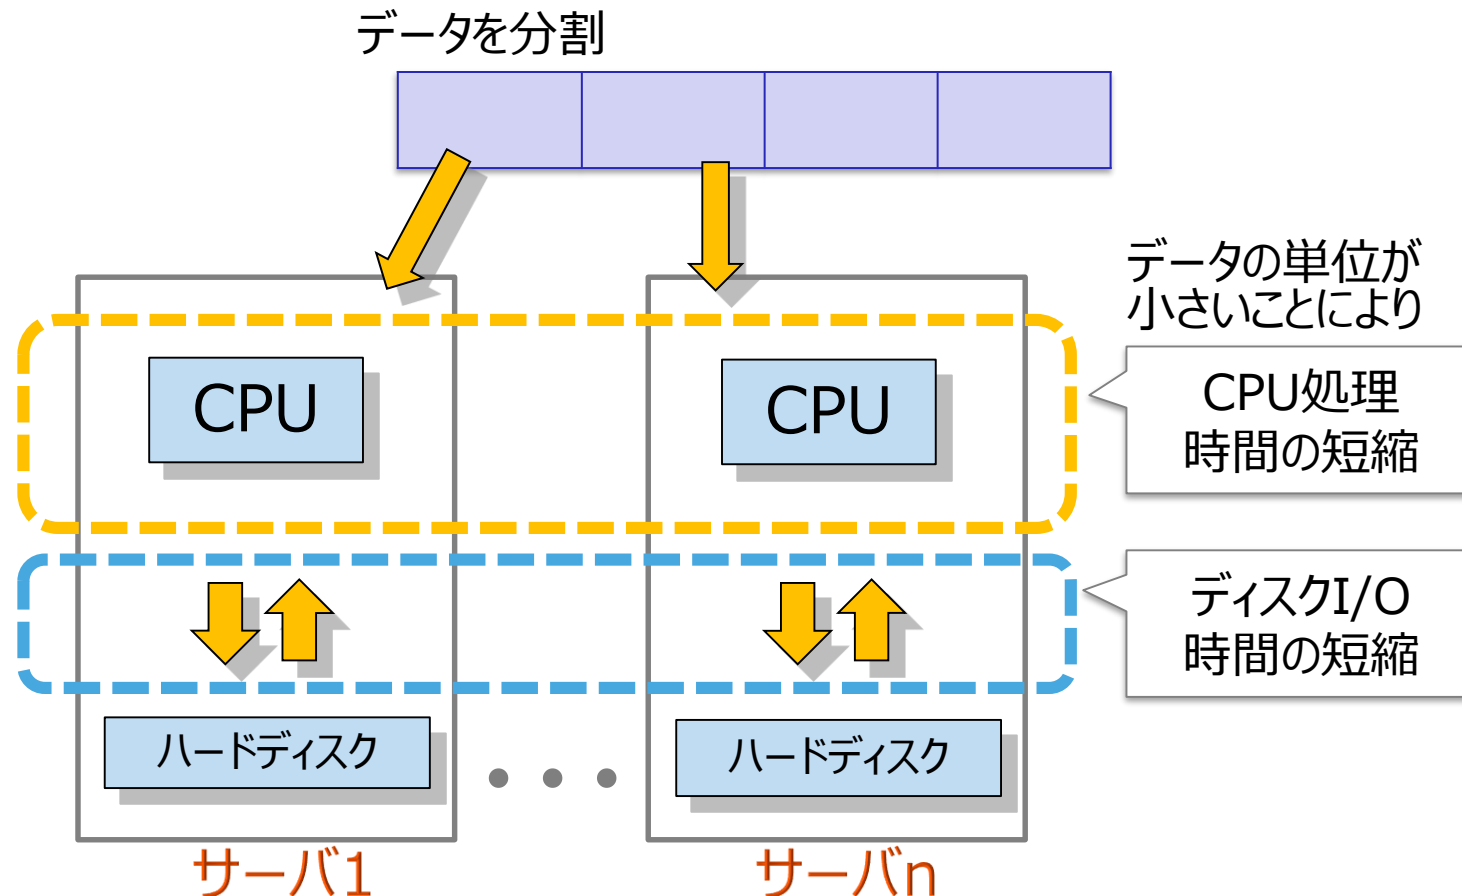 データを分割
データの単位が
小さいことにより
CPU
CPU
CPU処理
時間の短縮
ディスクI/O
時間の短縮
ハードディスク
ハードディスク
・・・
サーバ1
サーバn